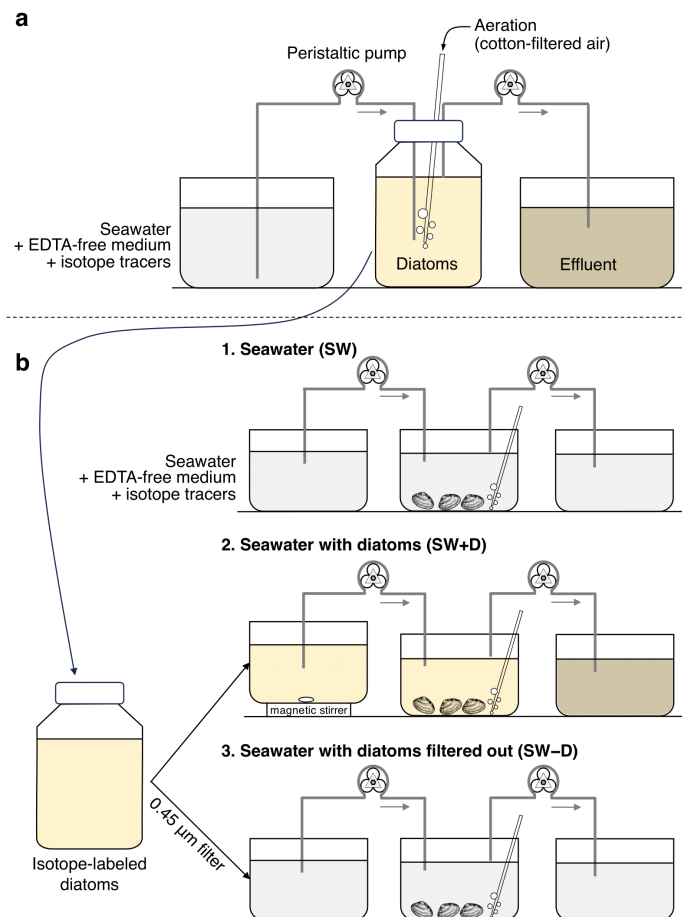 a
Aeration
(cotton-filtered air)
Peristaltic pump
Seawater
+ EDTA-free medium
+ isotope tracers
Diatoms
Effluent
b
1. Seawater (SW)
Seawater
+ EDTA-free medium
+ isotope tracers
2. Seawater with diatoms (SW+D)
magnetic stirrer
3. Seawater with diatoms filtered out (SW−D)
0.45 µm filter
Isotope-labeled
diatoms